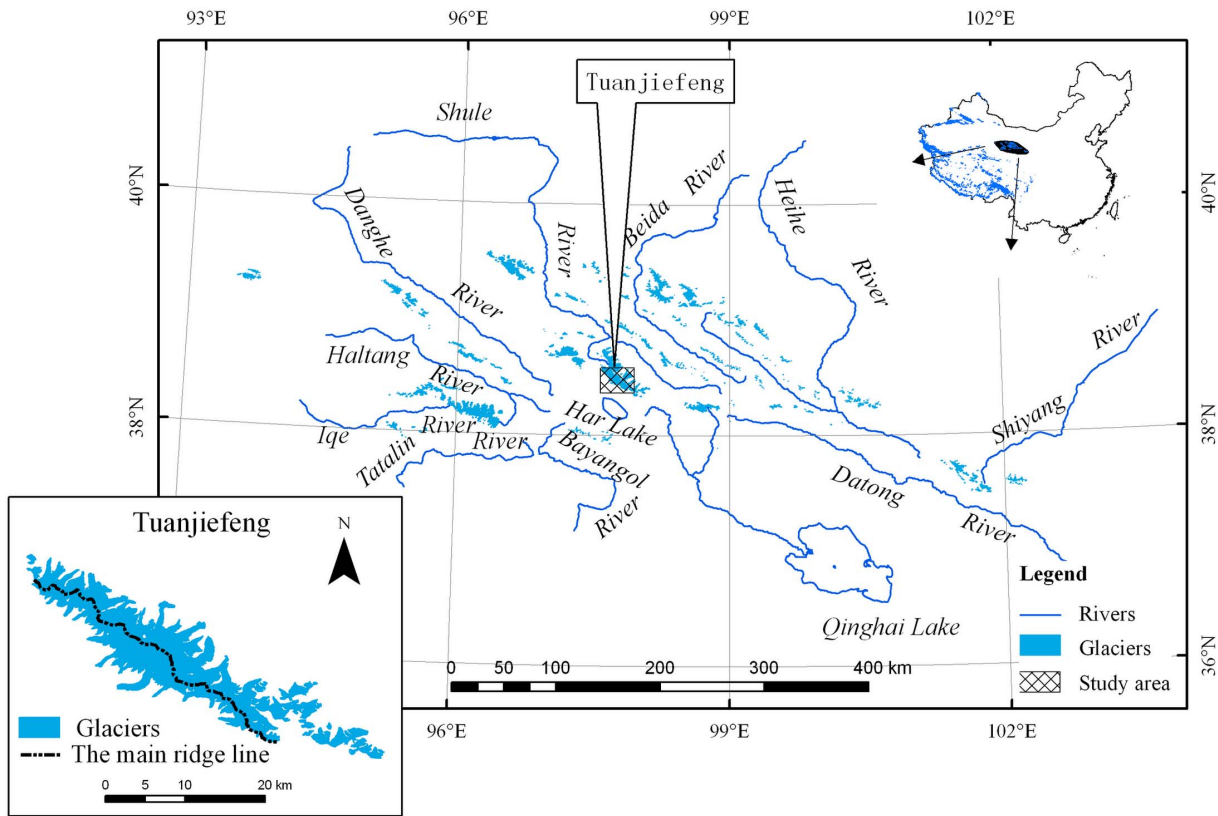 93°E
96°E
99°E
102°E
Tuanjiefeng
Shule
River
Beida
River
Heihe
River
40°N
40°N
Danghe
River
Haltang
River
Iqe
River
Tatalin
River
Har Lake
Bayangol
River
38°N
38°N
Shiyang
River
Datong
River
Qinghai Lake
Legend
Rivers
Glaciers
Study area
36°N
0
50
100
200
300
400 km
96°E
99°E
102°E
Tuanjiefeng
N
Glaciers
The main ridge line
0
5
10
20 km